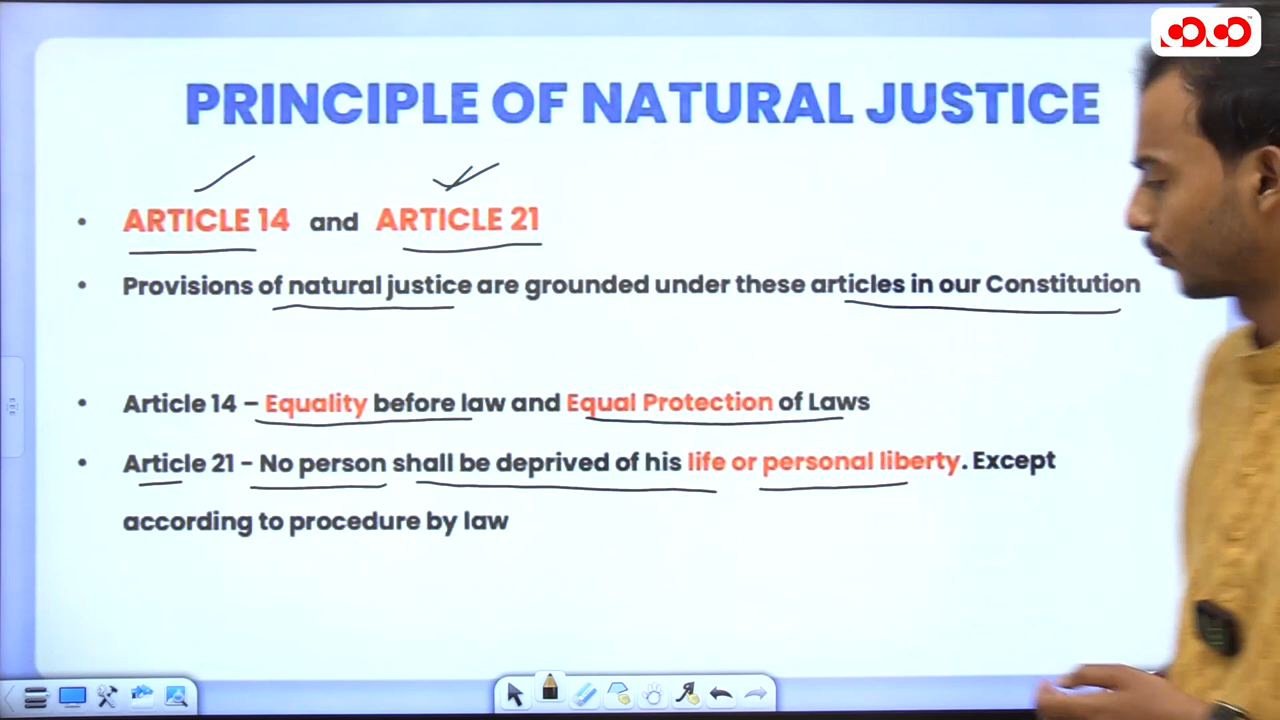 PRINCIPLE OF NATURAL JUSTICE
• ARTICLE 14 and ARTICLE 21
• Provisions of natural justice are grounded under these articles in our Constitution
• Article 14 – Equality before law and Equal Protection of Laws
• Article 21 - No person shall be deprived of his life or personal liberty. Except
according to procedure by law